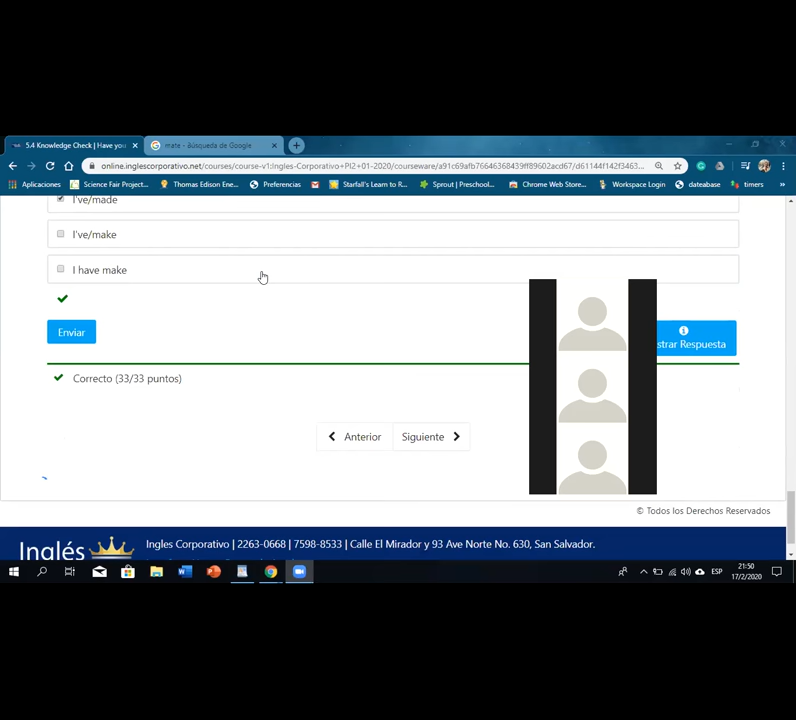 5.4 Knowledge Check | Have you
mate - Búsqueda de Google
online.inglescorporativo.net/courses/course-v1:Ingles-Corporativo+PI2+01-2020/courseware/a91c69afb76646368439ff89602acd67/d61144f142f3463...
Aplicaciones
Science Fair Project...
Thomas Edison Ene...
Preferencias
Starfall's Learn to R...
Sprout | Preschool...
Chrome Web Store...
Workspace Login
dateabase
timers
I've/made
I've/make
I have make
Enviar
strar Respuesta
Correcto (33/33 puntos)
Anterior
Siguiente
© Todos los Derechos Reservados
Inglés
Ingles Corporativo | 2263-0668 | 7598-8533 | Calle El Mirador y 93 Ave Norte No. 630, San Salvador.
ESP
21:50
17/2/2020